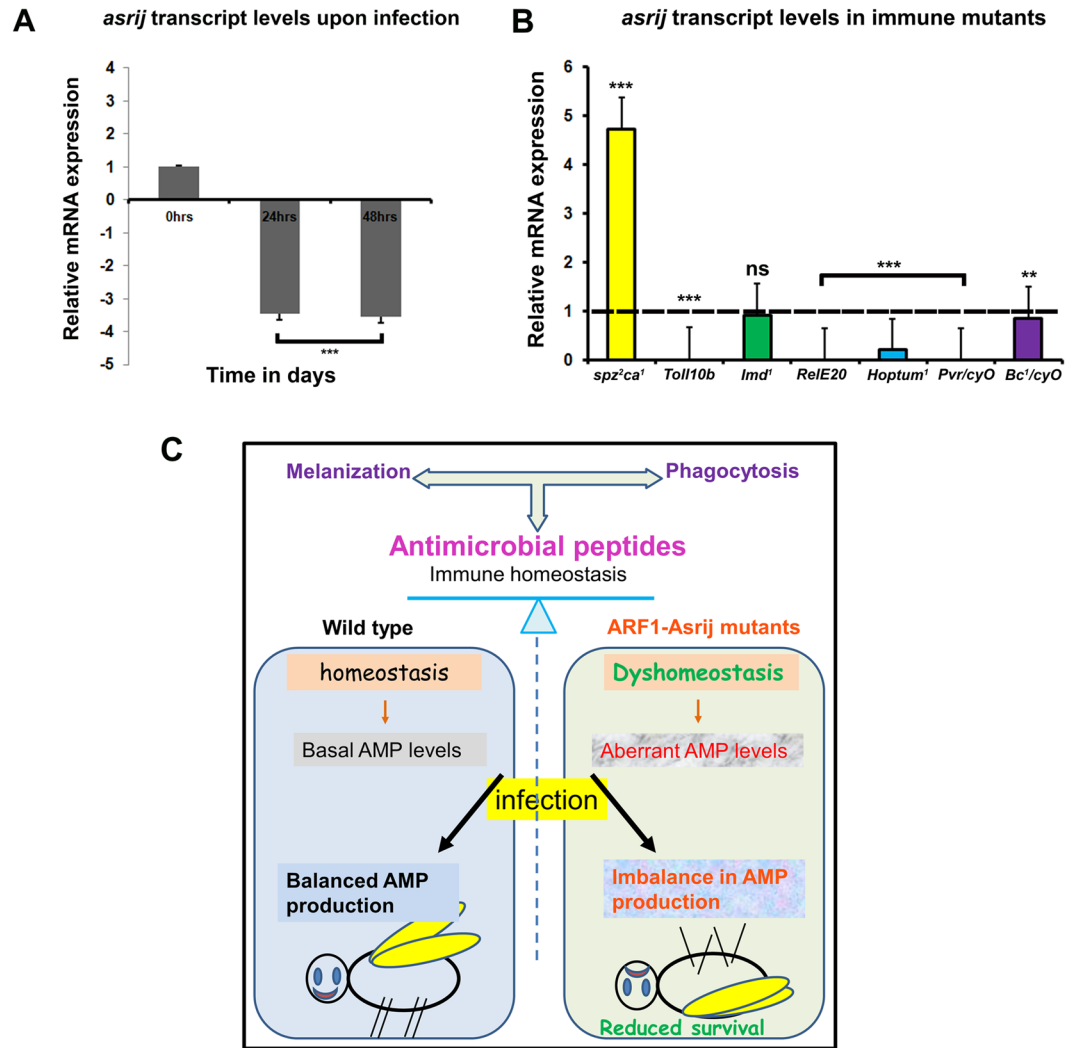 A
asrij transcript levels upon infection
Relative mRNA expression
4
3
2
1
0
-1
-2
-3
-4
-5
0hrs
24hrs
48hrs
***
Time in days
B
asrij transcript levels in immune mutants
Relative mRNA expression
6
5
4
3
2
1
0
***
***
ns
***
**
spz²ca¹
Toll10b
Imd¹
RelE20
Hoptum¹
Pvr/cyO
Bc¹/cyO
C
Melanization
Phagocytosis
Antimicrobial peptides
Immune homeostasis
Wild type
ARF1-Asrij mutants
homeostasis
Dyshomeostasis
Basal AMP levels
Aberrant AMP levels
infection
Balanced AMP
production
Imbalance in AMP
production
Reduced survival